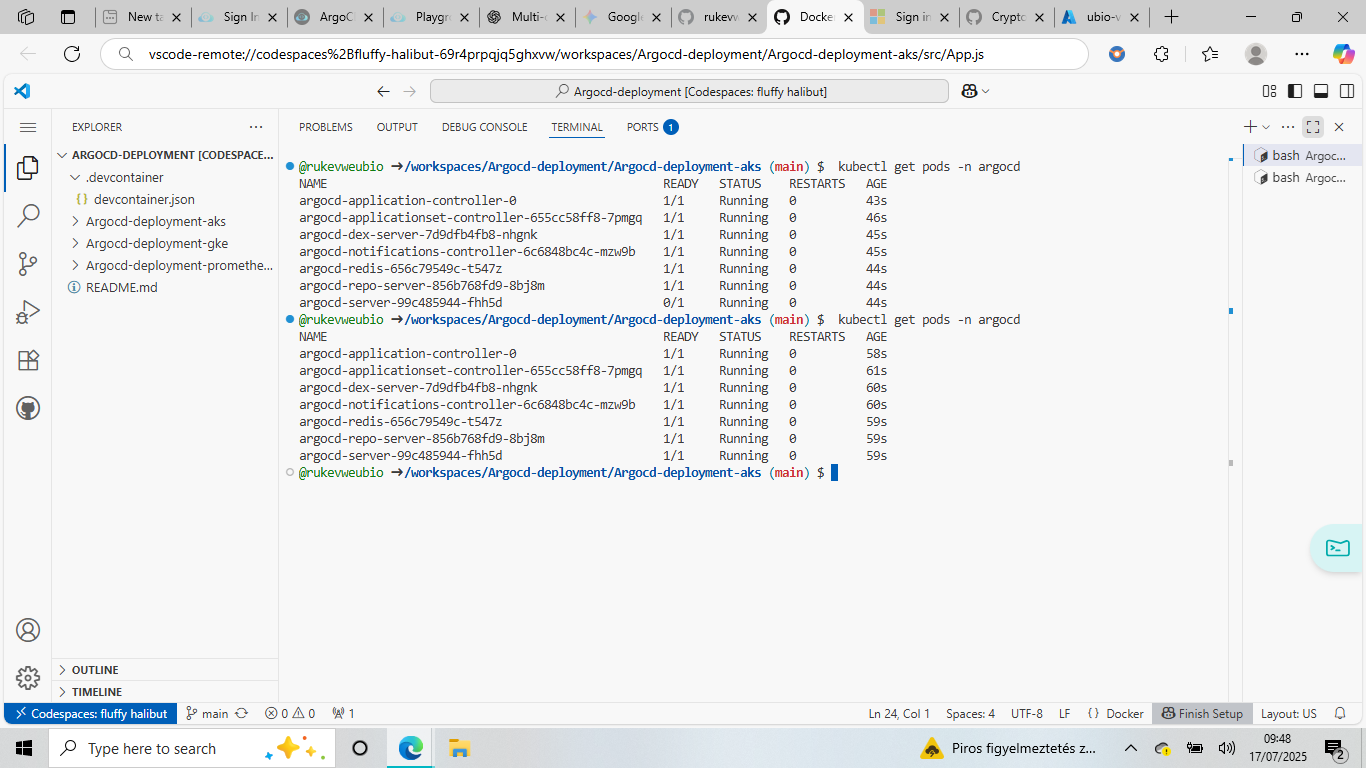 New ta
Sign In
ArgoC
Playgr
Multi-c
Google
rukevw
Docke
Sign in
Crypto
ubio-v
vscode-remote://codespaces%2Bfluffy-halibut-69r4prpqjq5ghxvw/workspaces/Argocd-deployment/Argocd-deployment-aks/src/App.js
Argocd-deployment [Codespaces: fluffy halibut]
EXPLORER
ARGOCD-DEPLOYMENT [CODESPACE...
.devcontainer
{} devcontainer.json
Argocd-deployment-aks
Argocd-deployment-gke
Argocd-deployment-promethe...
README.md
OUTLINE
TIMELINE
PROBLEMS OUTPUT DEBUG CONSOLE TERMINAL PORTS 1
@rukevweubio ➜/workspaces/Argocd-deployment/Argocd-deployment-aks (main) $ kubectl get pods -n argocd
NAME READY STATUS RESTARTS AGE
argocd-application-controller-0 1/1 Running 0 43s
argocd-applicationset-controller-655cc58ff8-7pmgq 1/1 Running 0 46s
argocd-dex-server-7d9dfb4fb8-nhgnk 1/1 Running 0 45s
argocd-notifications-controller-6c6848bc4c-mzw9b 1/1 Running 0 45s
argocd-redis-656c79549c-t547z 1/1 Running 0 44s
argocd-repo-server-856b768fd9-8bj8m 1/1 Running 0 44s
argocd-server-99c485944-fhh5d 0/1 Running 0 44s
@rukevweubio ➜/workspaces/Argocd-deployment/Argocd-deployment-aks (main) $ kubectl get pods -n argocd
NAME READY STATUS RESTARTS AGE
argocd-application-controller-0 1/1 Running 0 58s
argocd-applicationset-controller-655cc58ff8-7pmgq 1/1 Running 0 61s
argocd-dex-server-7d9dfb4fb8-nhgnk 1/1 Running 0 60s
argocd-notifications-controller-6c6848bc4c-mzw9b 1/1 Running 0 60s
argocd-redis-656c79549c-t547z 1/1 Running 0 59s
argocd-repo-server-856b768fd9-8bj8m 1/1 Running 0 59s
argocd-server-99c485944-fhh5d 1/1 Running 0 59s
@rukevweubio ➜/workspaces/Argocd-deployment/Argocd-deployment-aks (main) $
bash Argoc...
bash Argoc...
Codespaces: fluffy halibut main 0 0 1 Ln 24, Col 1 Spaces: 4 UTF-8 LF {} Docker Finish Setup Layout: US
Type here to search
Piros figyelmeztetés z...
09:48
17/07/2025
2